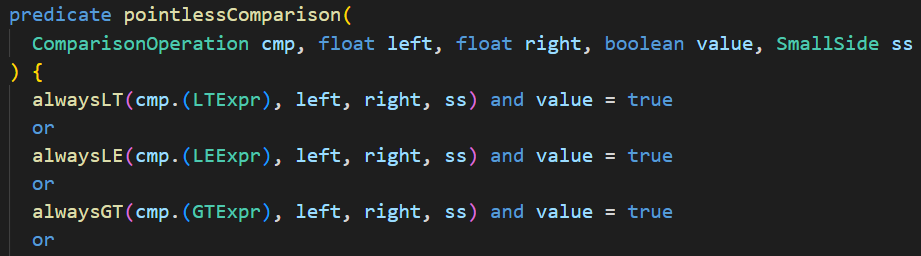 predicate pointlessComparison(
  ComparisonOperation cmp, float left, float right, boolean value, SmallSide ss
) {
  alwaysLT(cmp.(LTExpr), left, right, ss) and value = true
  or
  alwaysLE(cmp.(LEExpr), left, right, ss) and value = true
  or
  alwaysGT(cmp.(GTExpr), left, right, ss) and value = true
  or